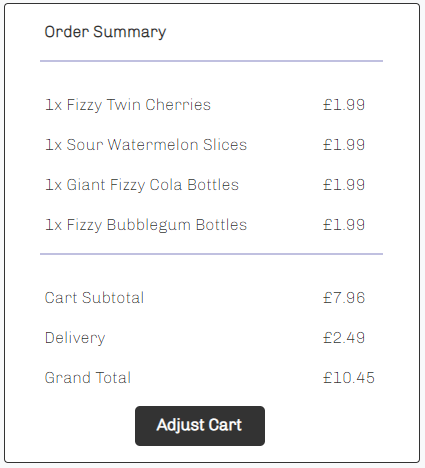 Order Summary
1x Fizzy Twin Cherries £1.99
1x Sour Watermelon Slices £1.99
1x Giant Fizzy Cola Bottles £1.99
1x Fizzy Bubblegum Bottles £1.99
Cart Subtotal £7.96
Delivery £2.49
Grand Total £10.45
Adjust Cart